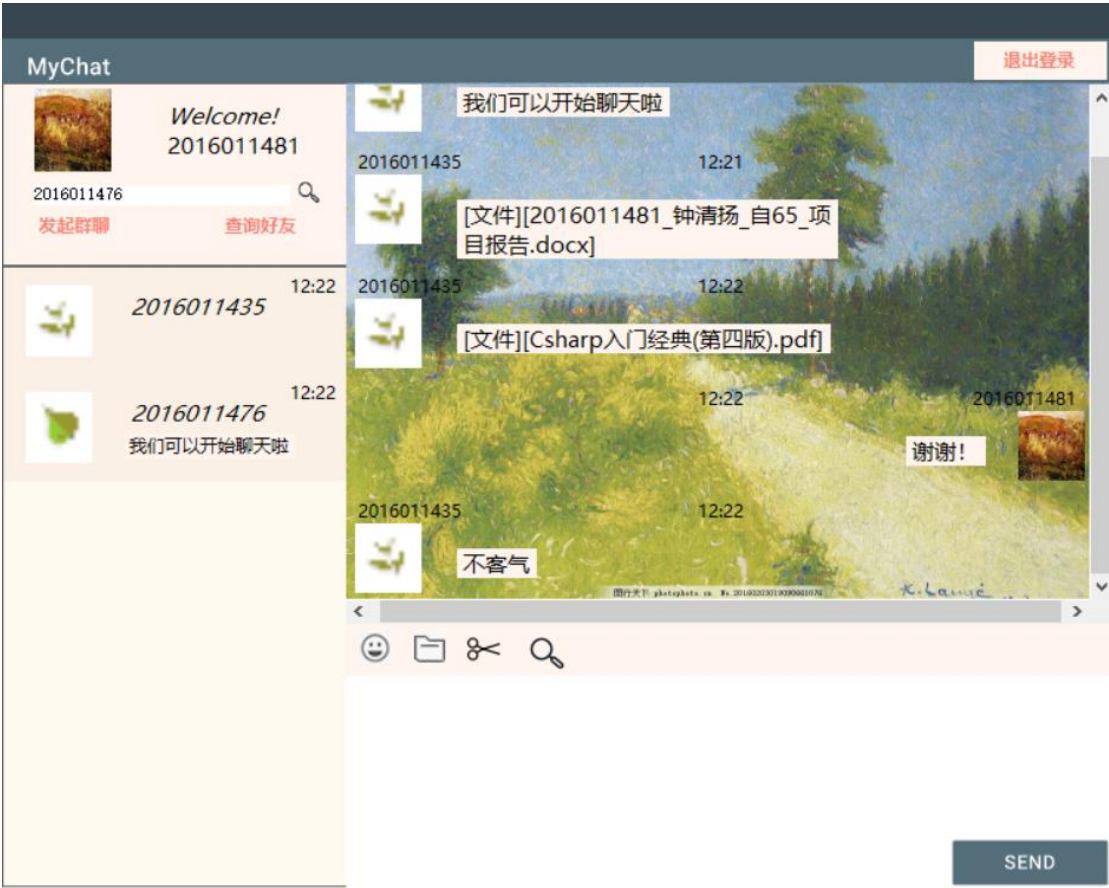 MyChat
退出登录
Welcome!
2016011481
2016011476
发起群聊
查询好友
12:22
2016011435
12:22
2016011476
我们可以开始聊天啦
我们可以开始聊天啦
2016011435
12:21
[文件][2016011481_钟清扬_自65_项
目报告.docx]
2016011435
12:22
[文件][Csharp入门经典(第四版).pdf]
12:22
2016011481
谢谢!
2016011435
12:22
不客气
SEND